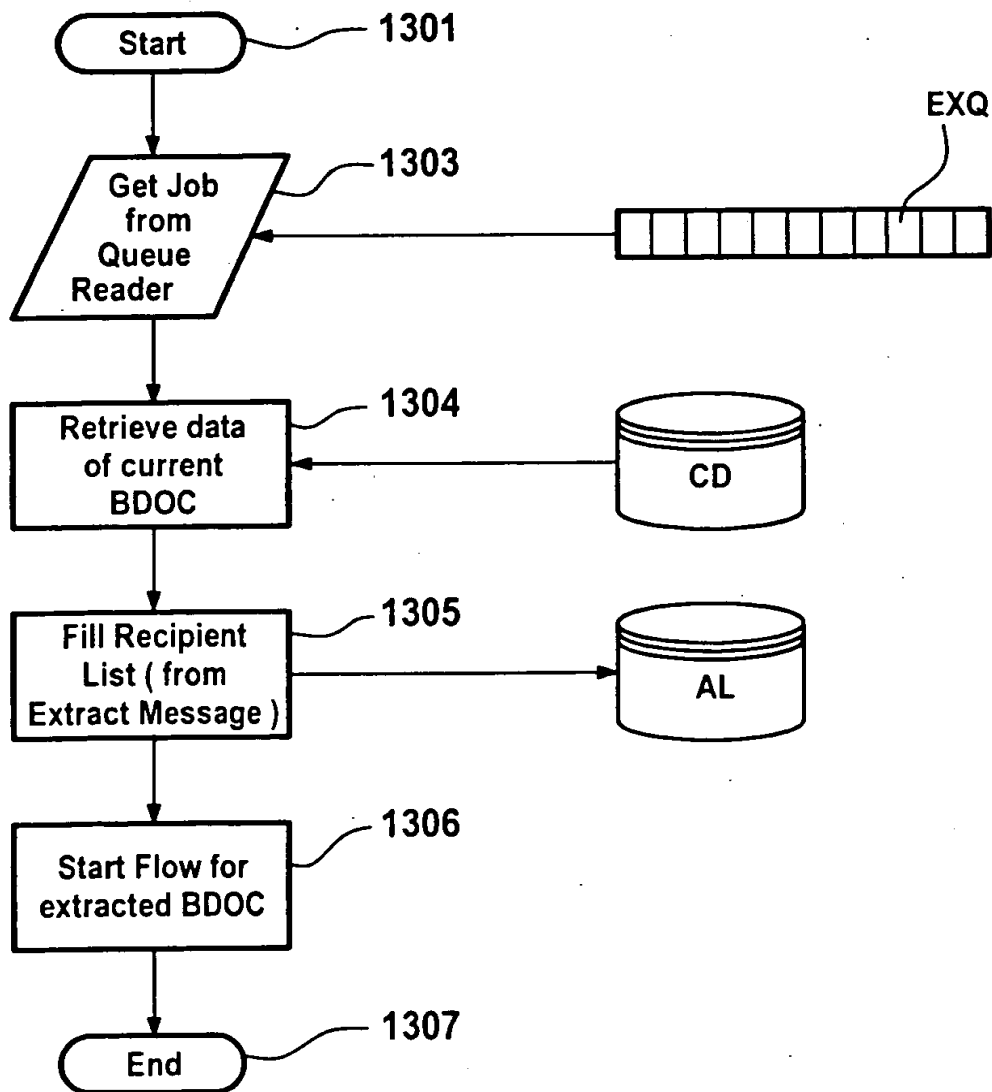 Start
1301
EXQ
1303
Get Job
from
Queue
Reader
1304
Retrieve data
of current
BDOC
CD
1305
Fill Recipient
List ( from
Extract Message )
AL
1306
Start Flow for
extracted BDOC
1307
End